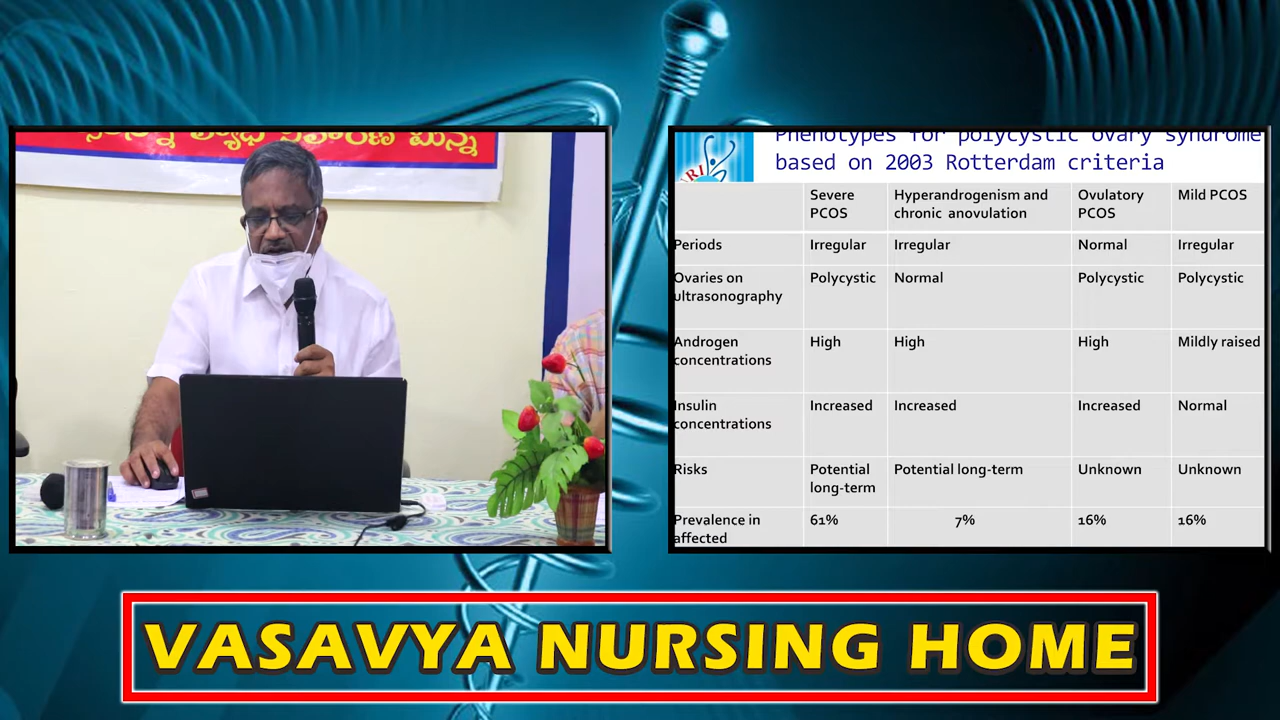 Phenotypes for polycystic ovary syndrome
based on 2003 Rotterdam criteria
Severe PCOS	Hyperandrogenism and chronic anovulation	Ovulatory PCOS	Mild PCOS
Periods	Irregular	Irregular	Normal	Irregular
Ovaries on ultrasonography	Polycystic	Normal	Polycystic	Polycystic
Androgen concentrations	High	High	High	Mildly raised
Insulin concentrations	Increased	Increased	Increased	Normal
Risks	Potential long-term	Potential long-term	Unknown	Unknown
Prevalence in affected	61%	7%	16%	16%
VASAVYA NURSING HOME